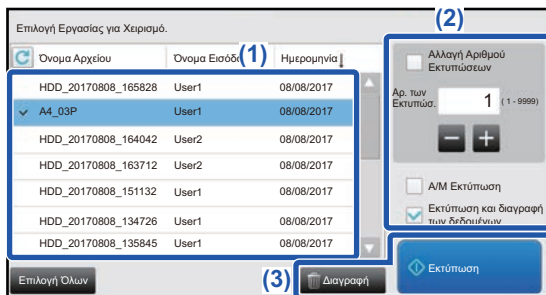 Επιλογή Εργασίας για Χειρισμό.
(2)
Όνομα Αρχείου Όνομα Εισόδου (1) Ημερομηνία
HDD_20170808_165828 User1 08/08/2017
A4_03P User1 08/08/2017
HDD_20170808_164042 User2 08/08/2017
HDD_20170808_163712 User2 08/08/2017
HDD_20170808_151132 User1 08/08/2017
HDD_20170808_134726 User1 08/08/2017
HDD_20170808_135845 User1 08/08/2017
Αλλαγή Αριθμού
Εκτυπώσεων
Αρ. των
Εκτυπώσ. 1 (1 - 9999)
Α/Μ Εκτύπωση
Εκτύπωση και διαγραφή
των δεδομένων
Επιλογή Όλων
(3)
Διαγραφή
Εκτύπωση